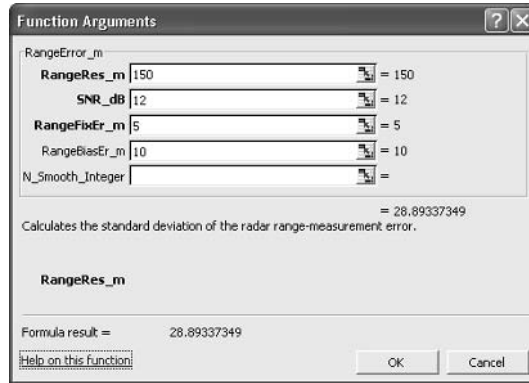 Function Arguments
RangeError_m
RangeRes_m 150 = 150
SNR_dB 12 = 12
RangeFixEr_m 5 = 5
RangeBiasEr_m 10 = 10
N_Smooth_Integer =
= 28.89337349
Calculates the standard deviation of the radar range-measurement error.
RangeRes_m
Formula result = 28.89337349
Help on this function OK Cancel